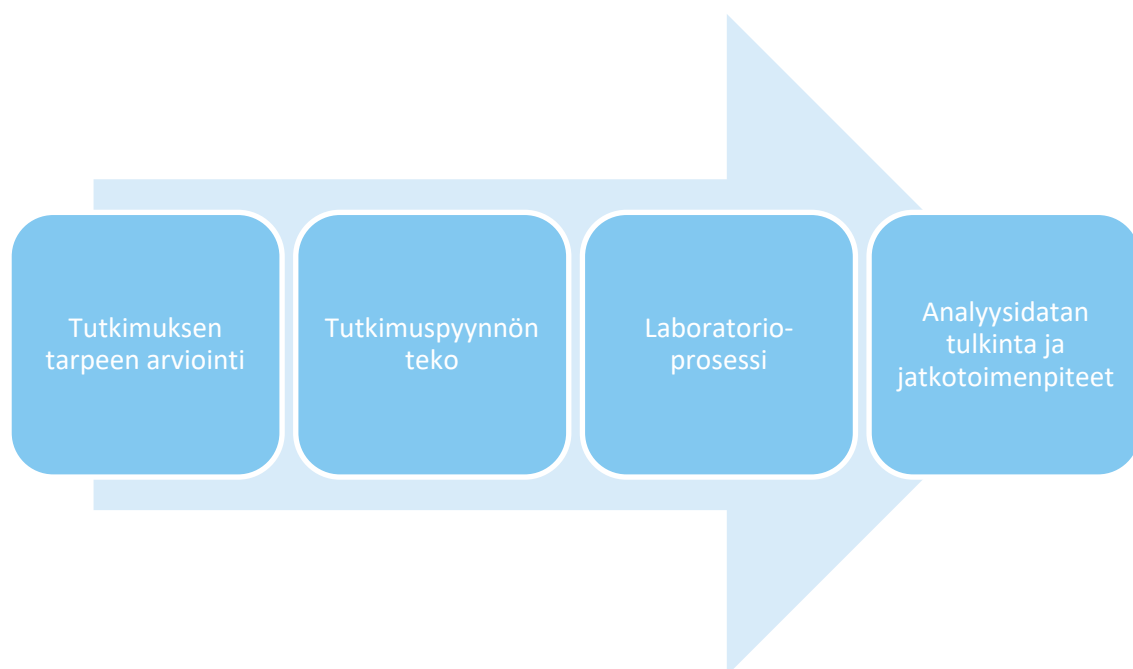 Tutkimuksen
tarpeen arviointi
Tutkimuspyynnön
teko
Laboratorio-
prosessi
Analyysidatan
tulkinta ja
jatkotoimenpiteet